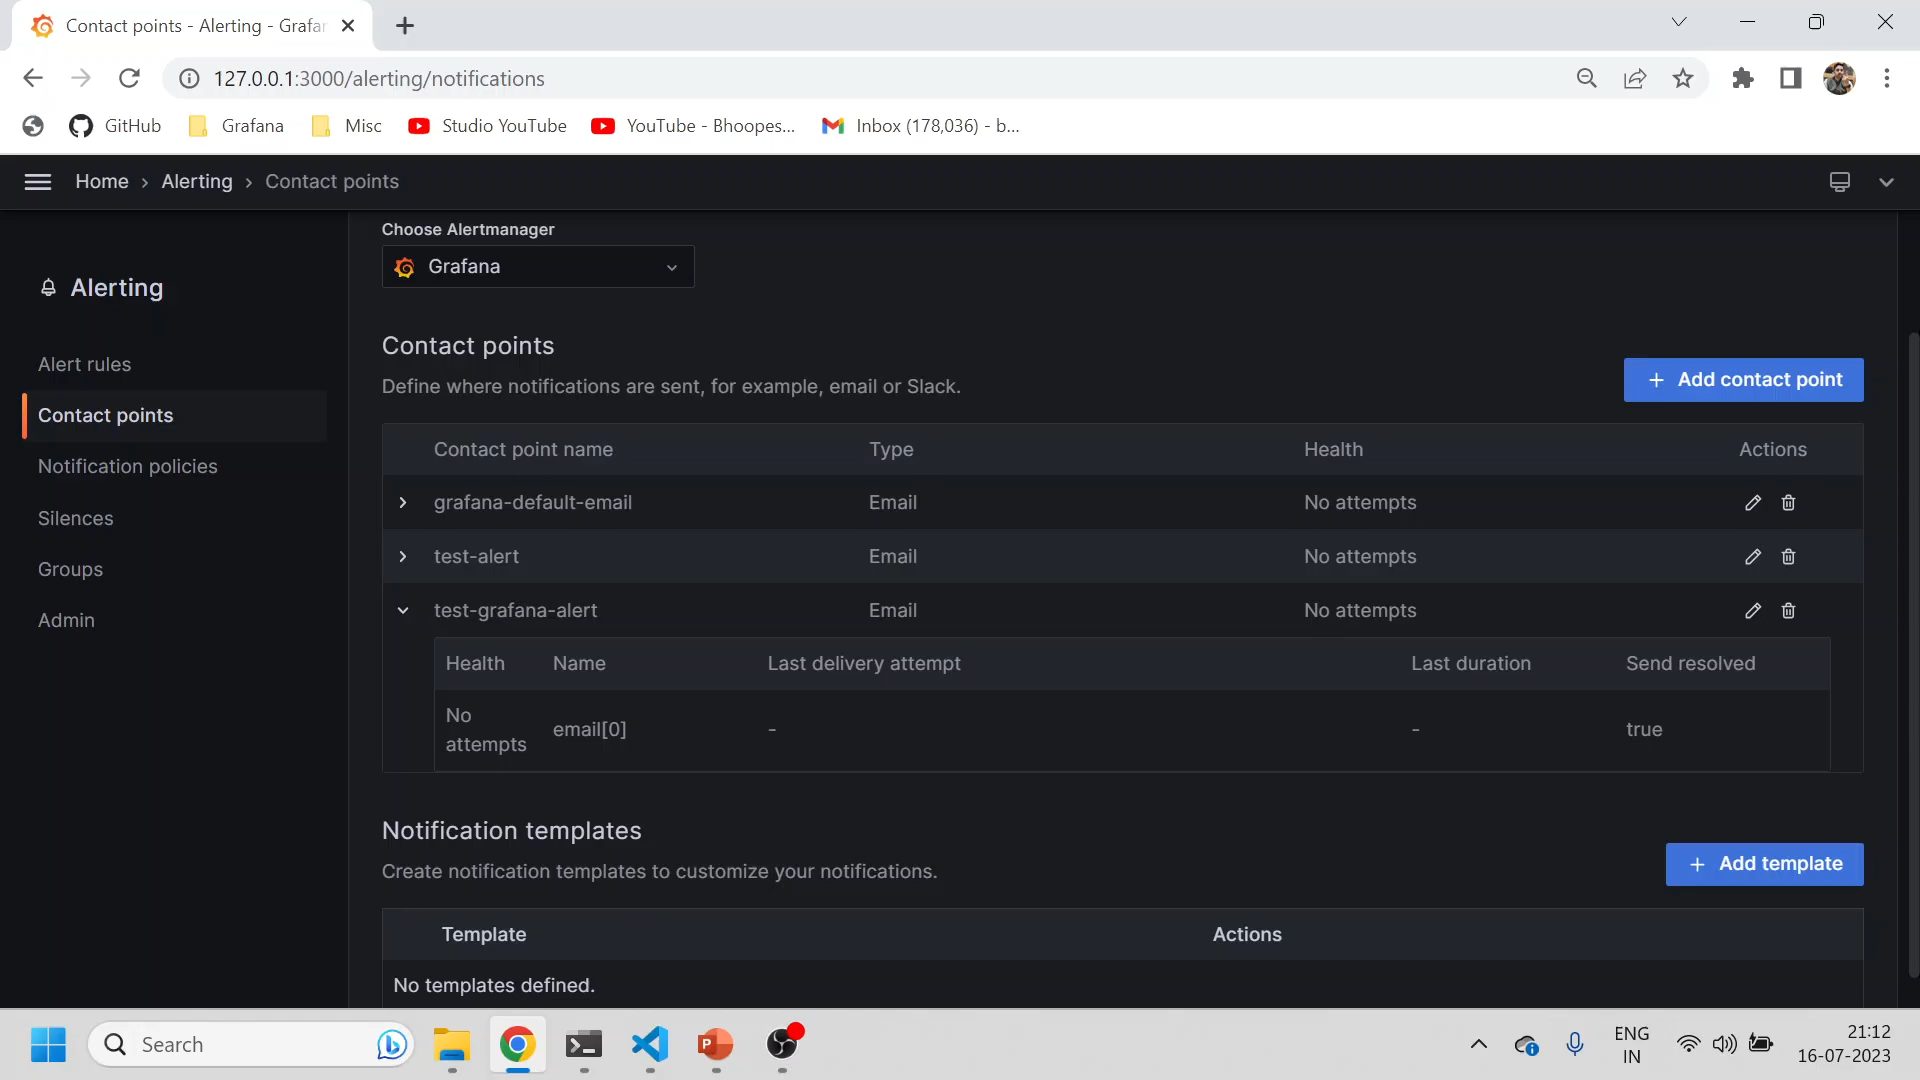 Contact points - Alerting - Grafan
127.0.0.1:3000/alerting/notifications
GitHub Grafana Misc Studio YouTube YouTube - Bhoopes... Inbox (178,036) - b...
Home › Alerting › Contact points
Choose Alertmanager
Grafana
Alerting
Alert rules
Contact points
Notification policies
Silences
Groups
Admin
Contact points
Define where notifications are sent, for example, email or Slack.
+ Add contact point
Contact point name Type Health Actions
grafana-default-email Email No attempts
test-alert Email No attempts
test-grafana-alert Email No attempts
Health Name Last delivery attempt Last duration Send resolved
No attempts email[0] - - true
Notification templates
Create notification templates to customize your notifications.
+ Add template
Template Actions
No templates defined.
Search
ENG
IN
21:12
16-07-2023